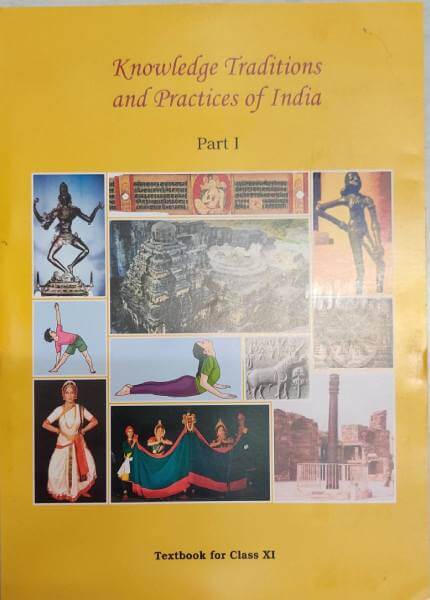 Knowledge Traditions
and Practices of India
Part I
Textbook for Class XI